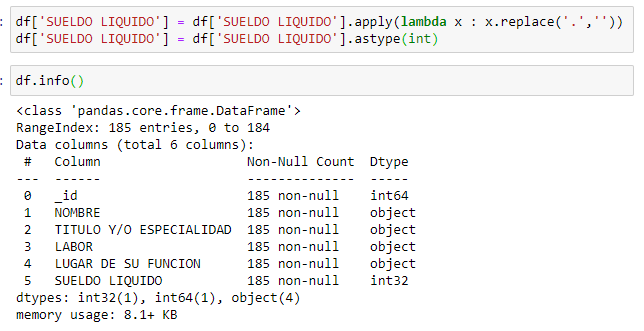 : df['SUELDO LIQUIDO'] = df['SUELDO LIQUIDO'].apply(lambda x : x.replace('.',''))
df['SUELDO LIQUIDO'] = df['SUELDO LIQUIDO'].astype(int)
: df.info()
<class 'pandas.core.frame.DataFrame'>
RangeIndex: 185 entries, 0 to 184
Data columns (total 6 columns):
 #   Column                  Non-Null Count  Dtype
---  ------                  --------------  -----
 0   _id                     185 non-null    int64
 1   NOMBRE                  185 non-null    object
 2   TITULO Y/O ESPECIALIDAD  185 non-null    object
 3   LABOR                   185 non-null    object
 4   LUGAR DE SU FUNCION     185 non-null    object
 5   SUELDO LIQUIDO          185 non-null    int32
dtypes: int32(1), int64(1), object(4)
memory usage: 8.1+ KB